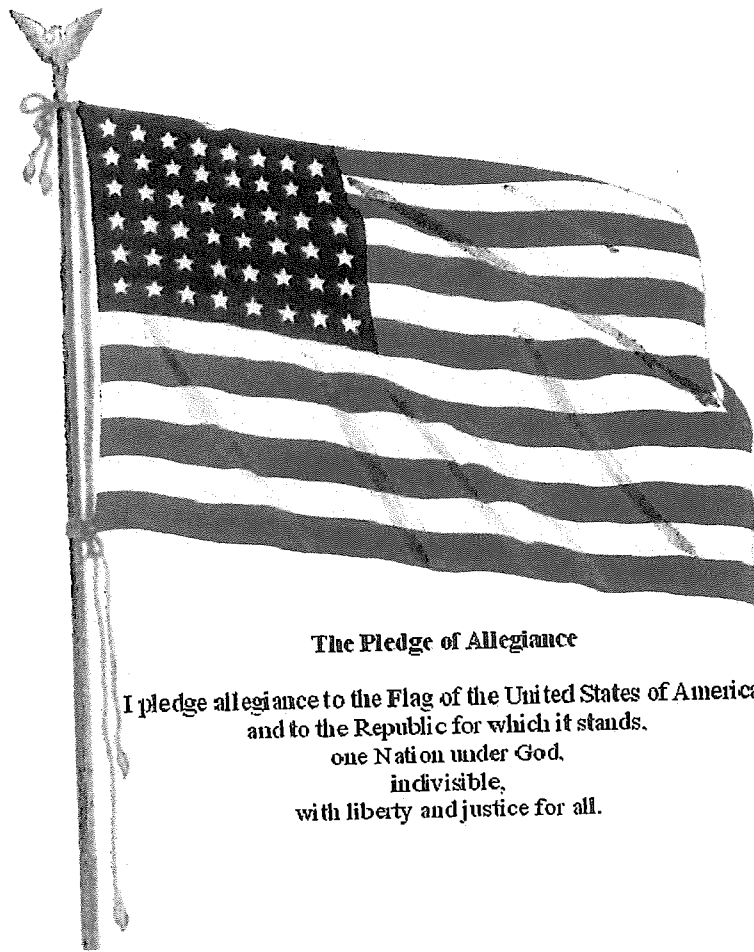 The Pledge of Allegiance
I pledge allegiance to the Flag of the United States of America
and to the Republic for which it stands,
one Nation under God,
indivisible,
with liberty and justice for all.